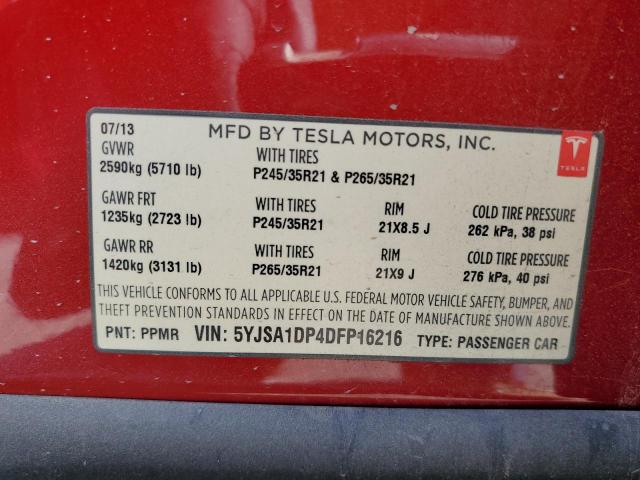 07/13 MFD BY TESLA MOTORS, INC.
TESLA
GVWR WITH TIRES
2590kg (5710 lb) P245/35R21 & P265/35R21
GAWR FRT WITH TIRES RIM COLD TIRE PRESSURE
1235kg (2723 lb) P245/35R21 21X8.5 J 262 kPa, 38 psi
GAWR RR WITH TIRES RIM COLD TIRE PRESSURE
1420kg (3131 lb) P265/35R21 21X9 J 276 kPa, 40 psi
THIS VEHICLE CONFORMS TO ALL APPLICABLE U.S. FEDERAL MOTOR VEHICLE SAFETY, BUMPER, AND
THEFT PREVENTION STANDARDS IN EFFECT ON THE DATE OF MANUFACTURE SHOWN ABOVE.
PNT: PPMR VIN: 5YJSA1DP4DFP16216 TYPE: PASSENGER CAR